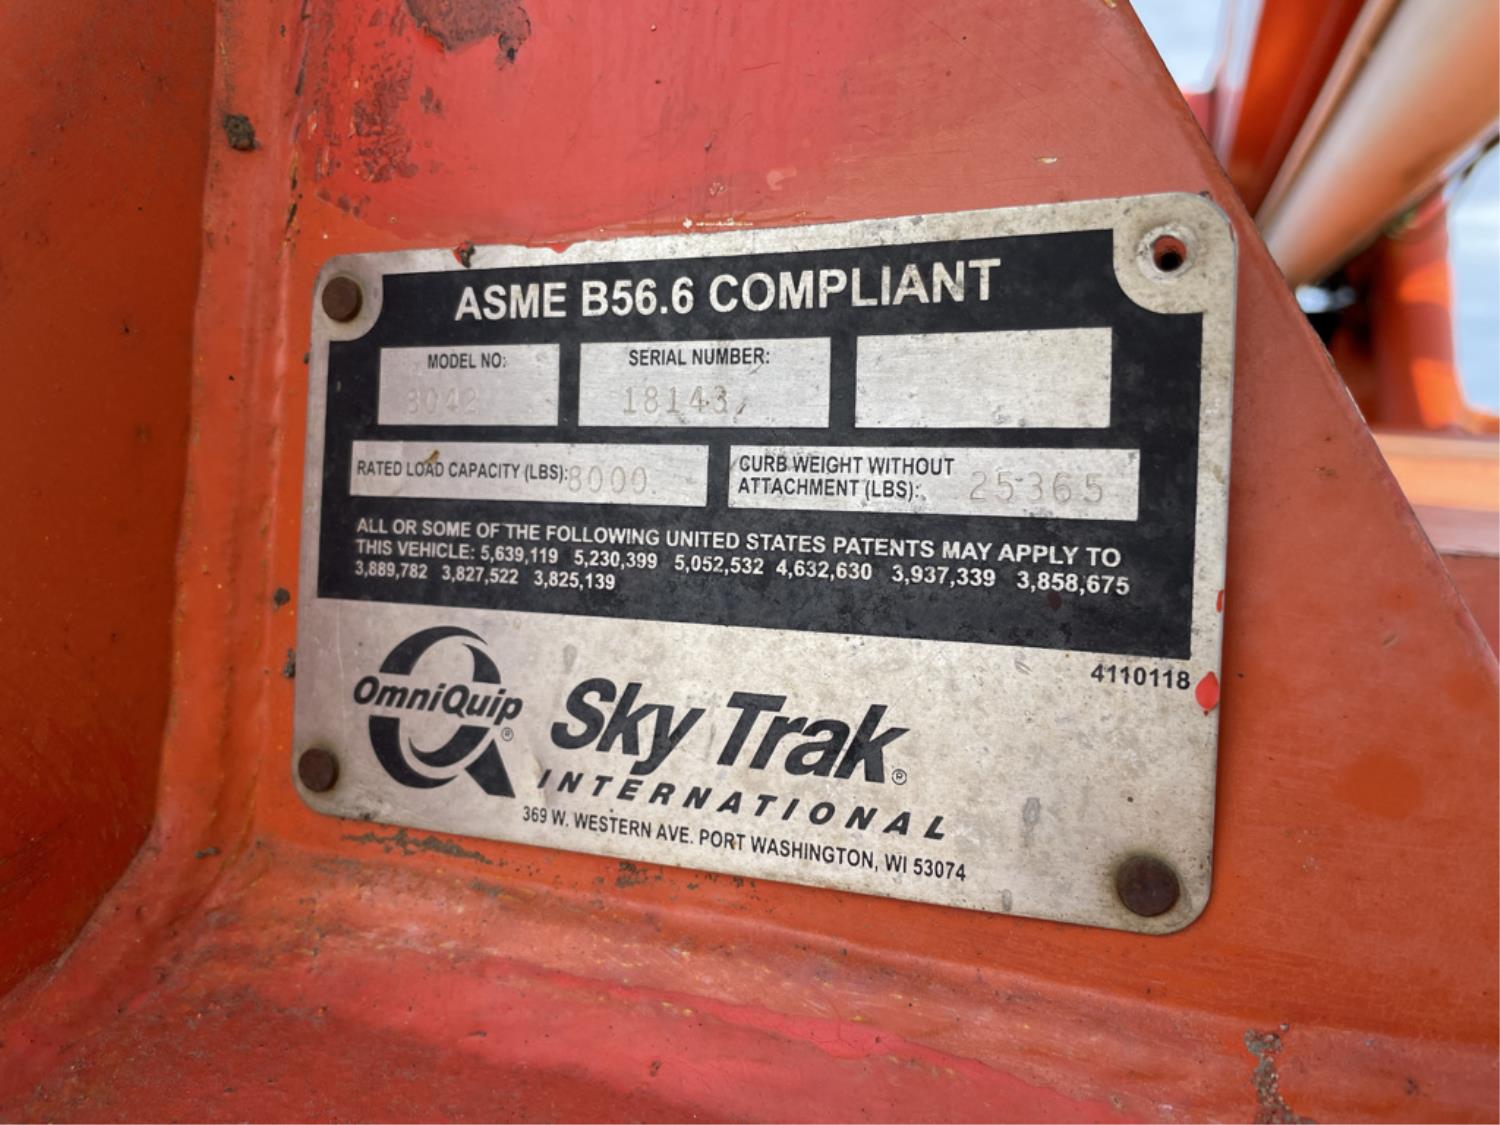 ASME B56.6 COMPLIANT
MODEL NO:
8042
SERIAL NUMBER:
18143
RATED LOAD CAPACITY (LBS): 8000
CURB WEIGHT WITHOUT
ATTACHMENT (LBS): 25365
ALL OR SOME OF THE FOLLOWING UNITED STATES PATENTS MAY APPLY TO
THIS VEHICLE: 5,639,119 5,230,399 5,052,532 4,632,630 3,937,339 3,858,675
3,889,782 3,827,522 3,825,139
4110118
OmniQuip®
Sky Trak®
INTERNATIONAL
369 W. WESTERN AVE. PORT WASHINGTON, WI 53074